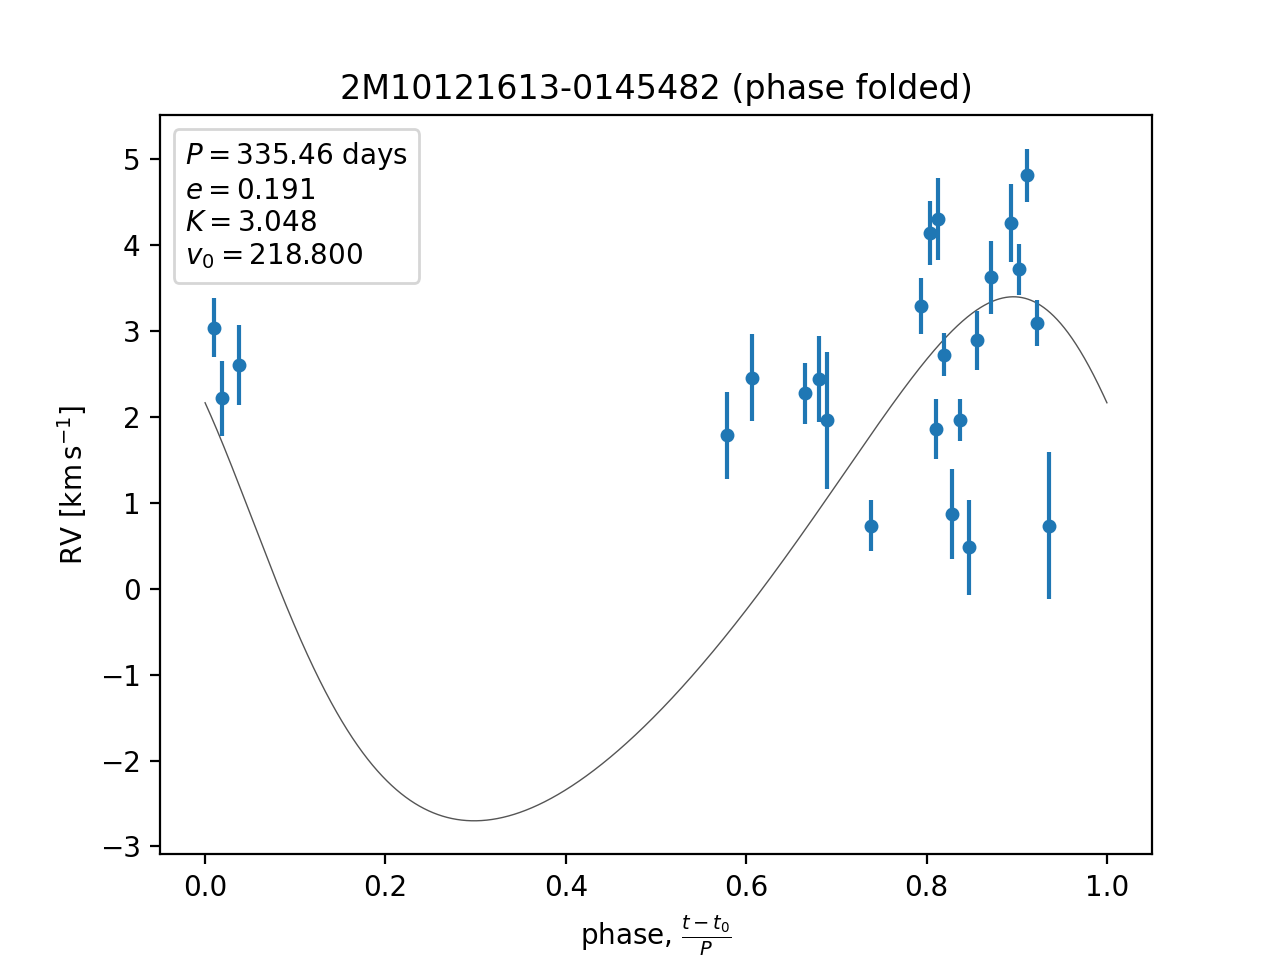 2M10121613-0145482 (phase folded)
P = 335.46 days
e = 0.191
K = 3.048
v₀ = 218.800
5
4
3
2
1
0
−1
−2
−3
RV [km s⁻¹]
0.0 0.2 0.4 0.6 0.8 1.0
phase, (t − t₀)/P